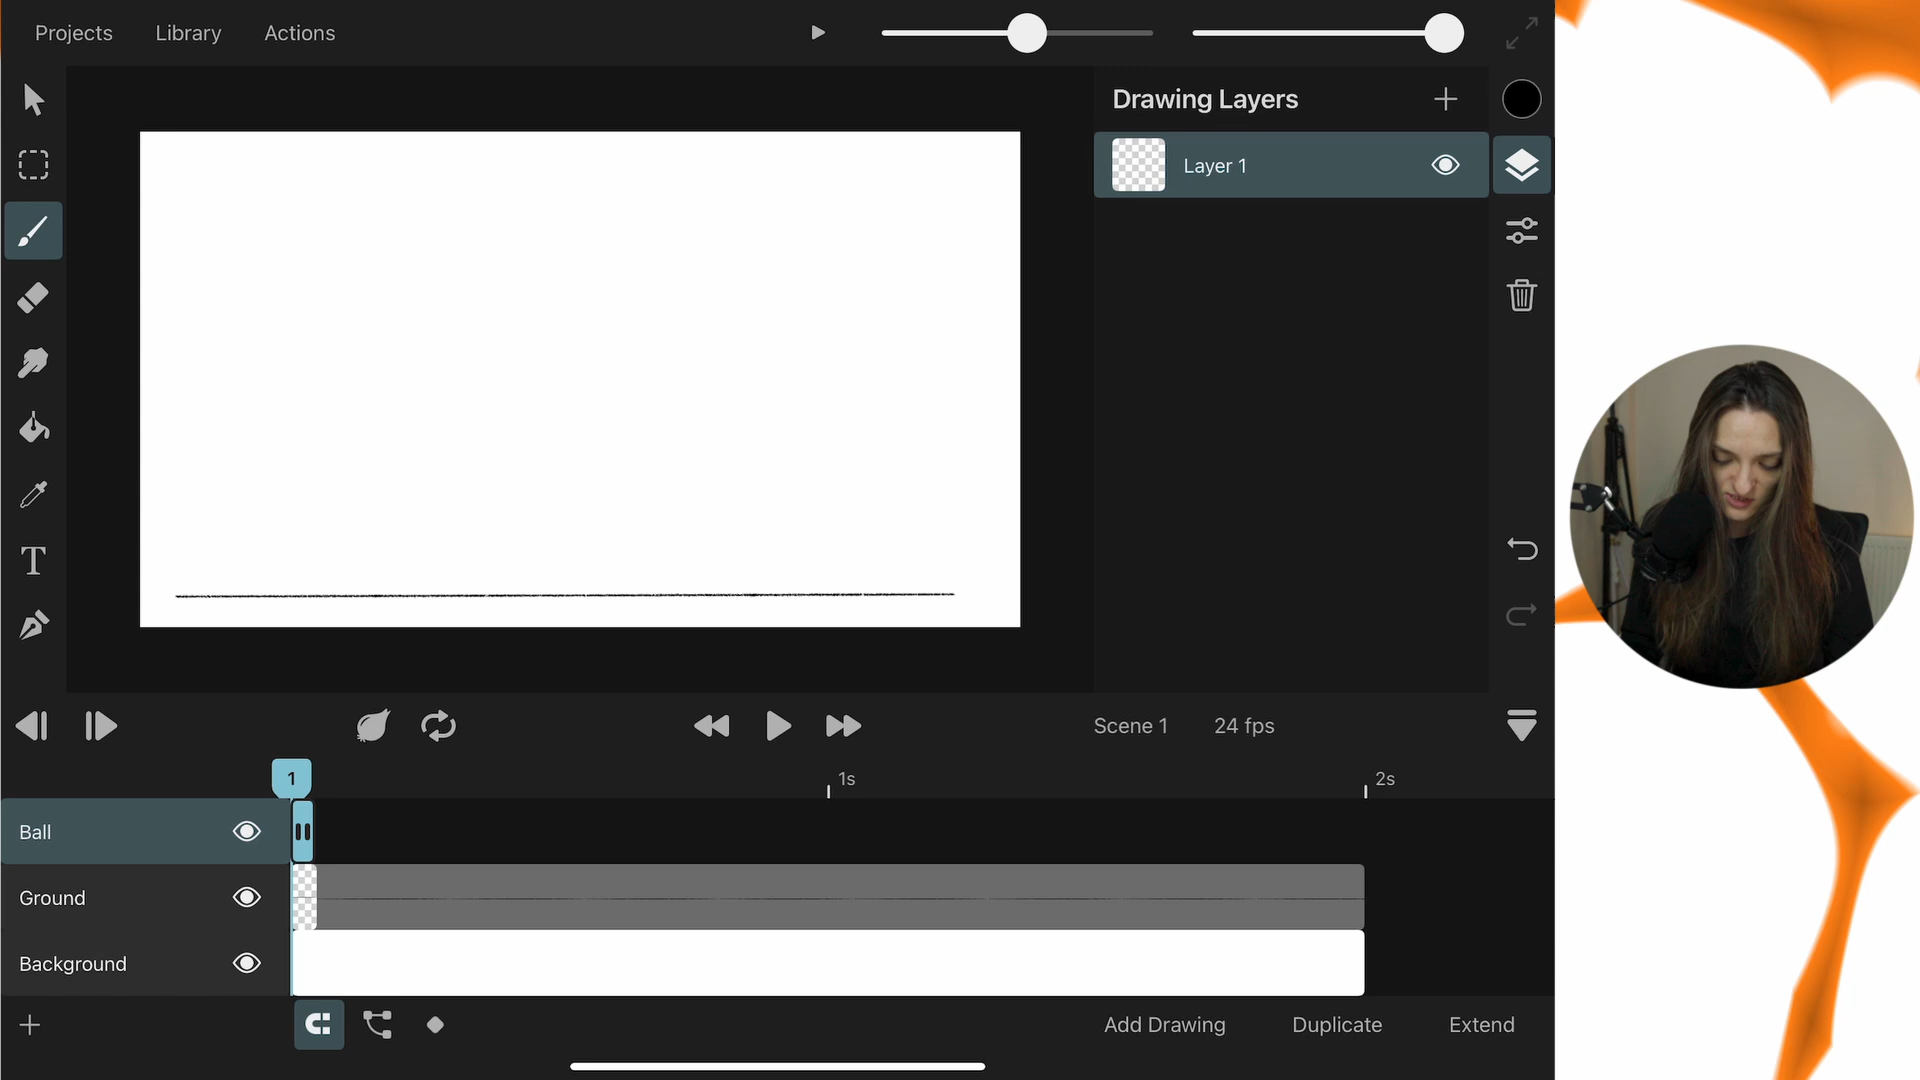 Projects
Library
Actions
Drawing Layers
Layer 1
T
Scene 1
24 fps
1
1s
2s
Ball
Ground
Background
Add Drawing
Duplicate
Extend